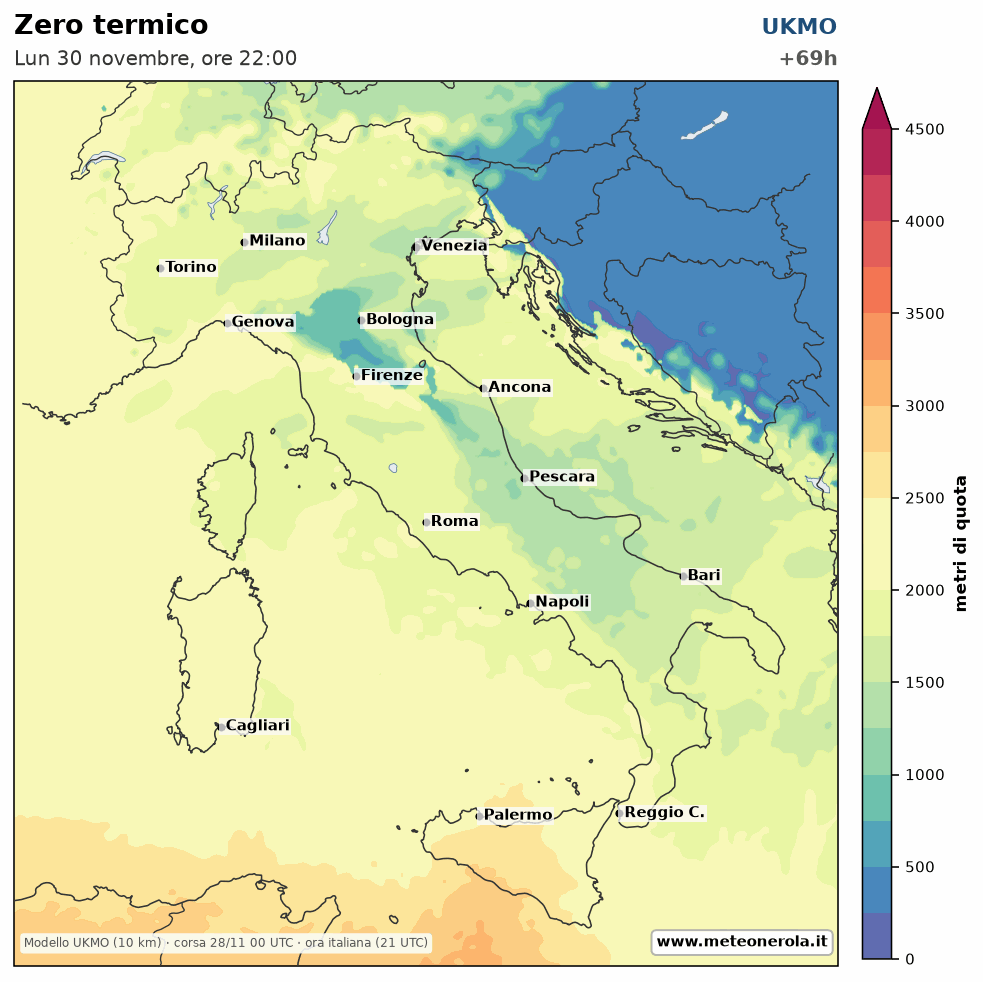 Zero termico
UKMO
Lun 30 novembre, ore 22:00
+69h
Milano
Venezia
Torino
Genova
Bologna
Firenze
Ancona
Pescara
Roma
Bari
Napoli
Cagliari
Palermo
Reggio C.
4500
4000
3500
3000
2500
2000
1500
1000
500
0
metri di quota
Modello UKMO (10 km) · corsa 28/11 00 UTC · ora italiana (21 UTC)
www.meteonerola.it